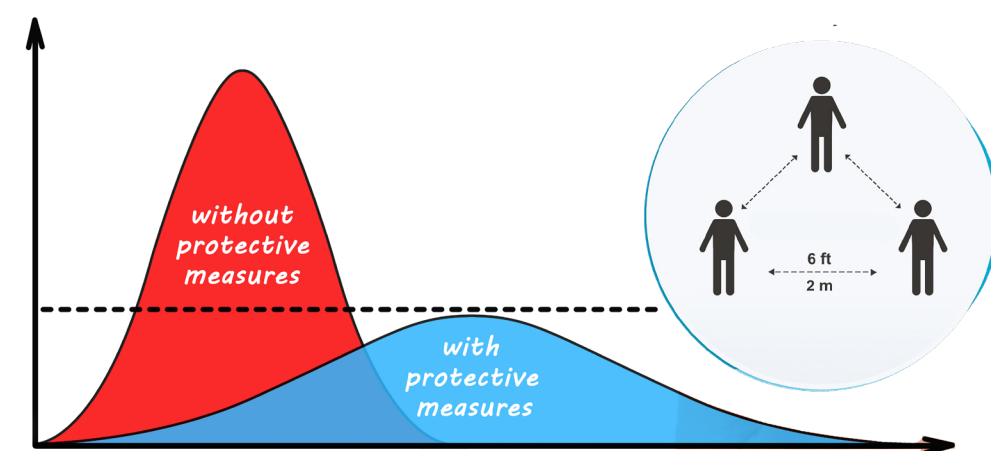 without
protective
measures
with
protective
measures
6 ft
2 m